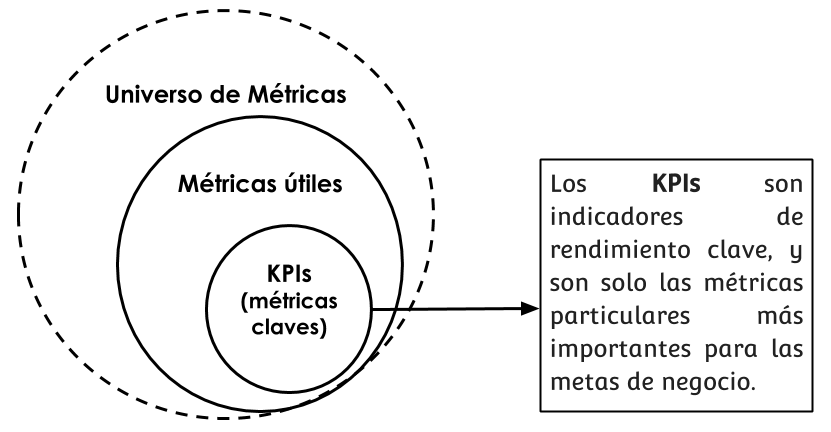 Universo de Métricas
Métricas útiles
KPIs
(métricas
claves)
Los KPIs son
indicadores de
rendimiento clave, y
son solo las métricas
particulares más
importantes para las
metas de negocio.